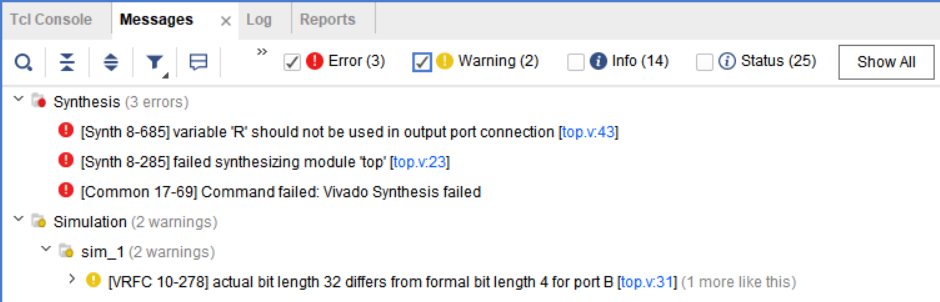 Tcl Console Messages × Log Reports
» Error (3) Warning (2) Info (14) Status (25) Show All
Synthesis (3 errors)
[Synth 8-685] variable 'R' should not be used in output port connection [top.v:43]
[Synth 8-285] failed synthesizing module 'top' [top.v:23]
[Common 17-69] Command failed: Vivado Synthesis failed
Simulation (2 warnings)
sim_1 (2 warnings)
[VRFC 10-278] actual bit length 32 differs from formal bit length 4 for port B [top.v:31] (1 more like this)